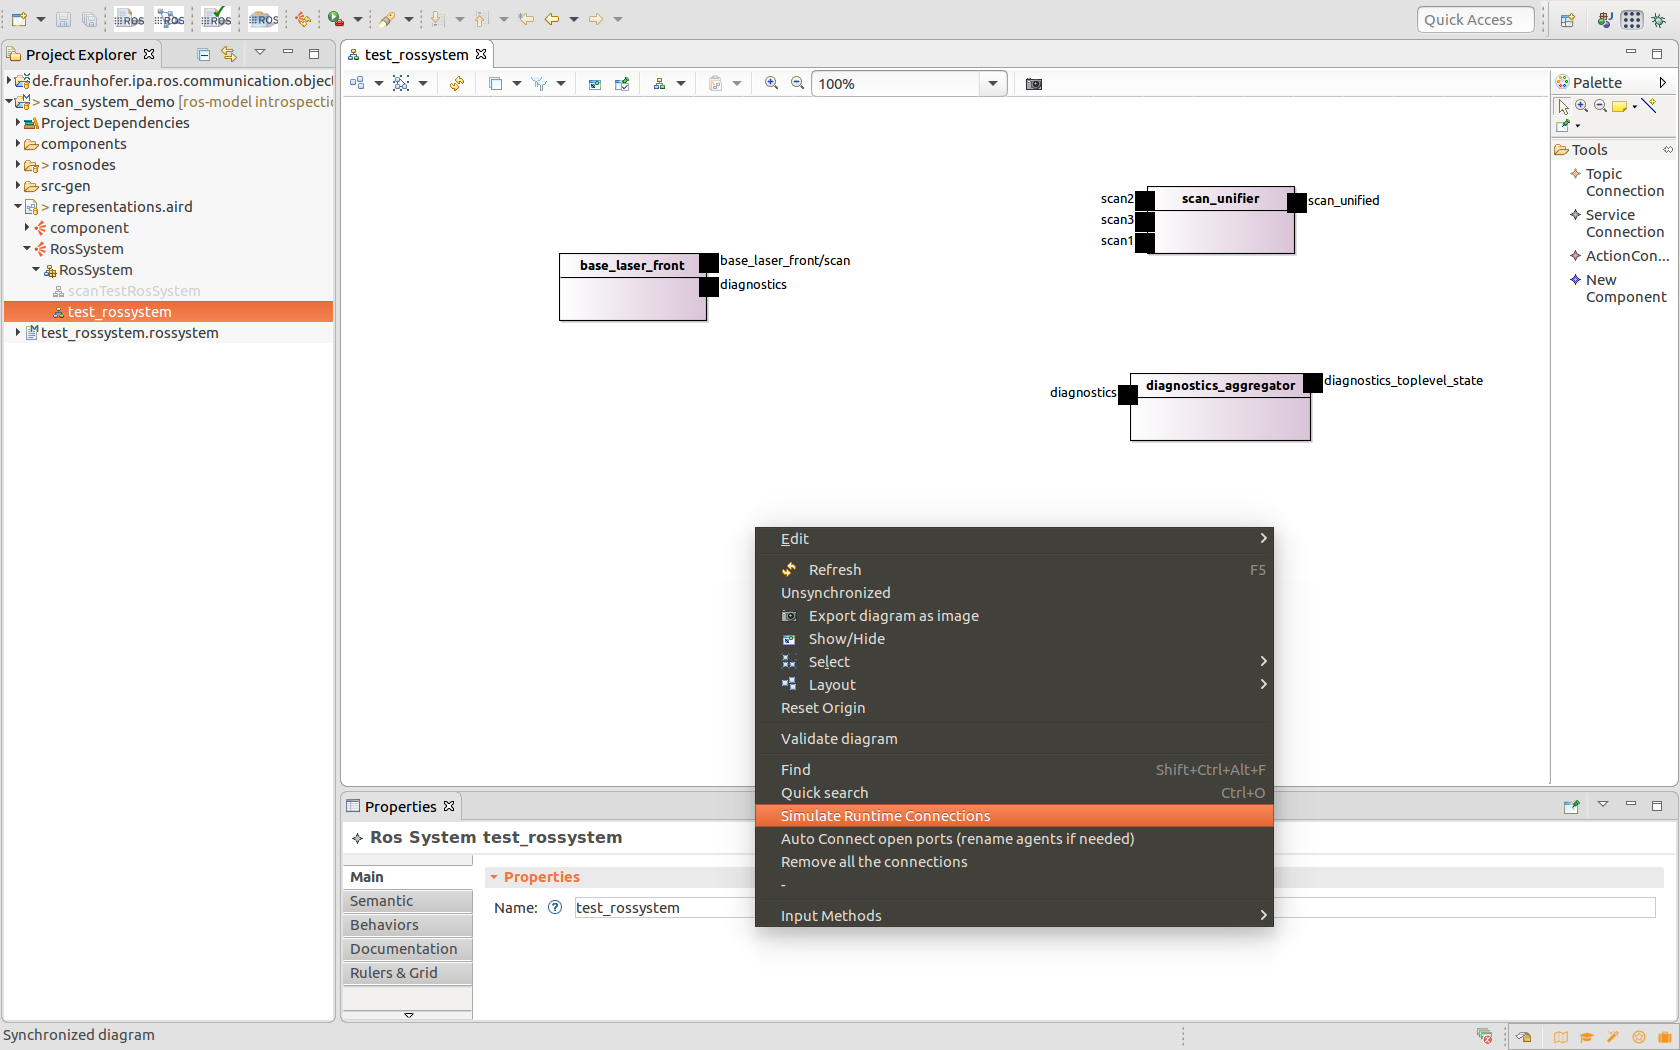 ROS
ROS
ROS
ROS
Quick Access
Project Explorer
de.fraunhofer.ipa.ros.communication.object
> scan_system_demo [ros-model introspectio
Project Dependencies
components
> rosnodes
src-gen
> representations.aird
component
RosSystem
RosSystem
scanTestRosSystem
test_rossystem
test_rossystem.rossystem
test_rossystem
100%
base_laser_front
base_laser_front/scan
diagnostics
scan2
scan3
scan1
scan_unifier
scan_unified
diagnostics
diagnostics_aggregator
diagnostics_toplevel_state
Palette
Tools
Topic
Connection
Service
Connection
ActionCon...
New
Component
Edit
Refresh F5
Unsynchronized
Export diagram as image
Show/Hide
Select
Layout
Reset Origin
Validate diagram
Find Shift+Ctrl+Alt+F
Quick search Ctrl+O
Simulate Runtime Connections
Auto Connect open ports (rename agents if needed)
Remove all the connections
-
Input Methods
Properties
Ros System test_rossystem
Main
Semantic
Behaviors
Documentation
Rulers & Grid
Properties
Name: test_rossystem
Synchronized diagram